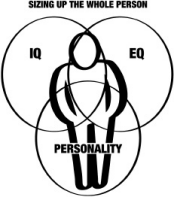 SIZING UP THE WHOLE PERSON
IQ
EQ
PERSONALITY